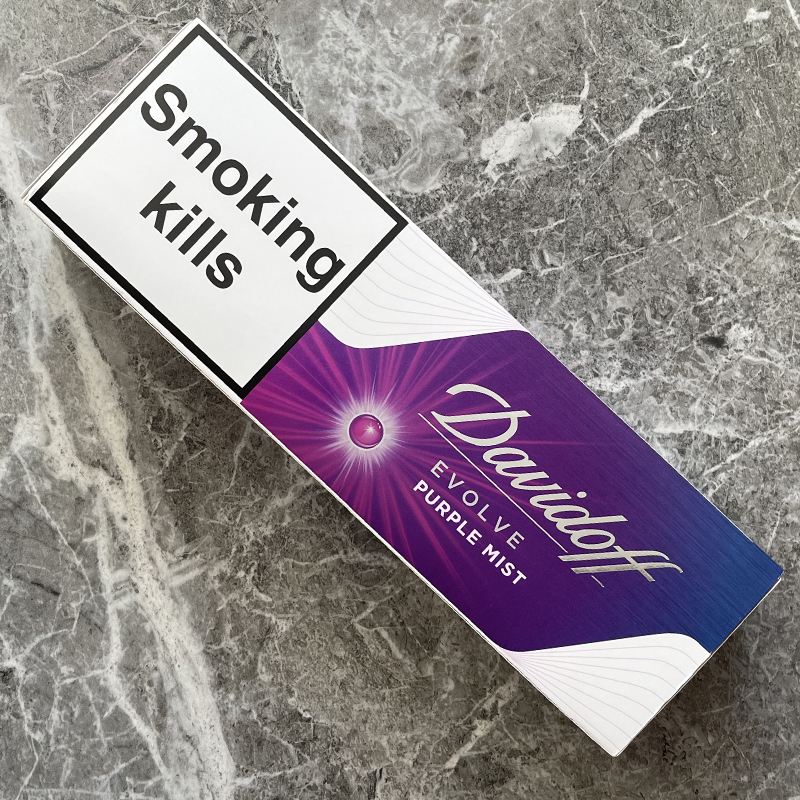 Smoking
kills
Davidoff
EVOLVE
PURPLE MIST